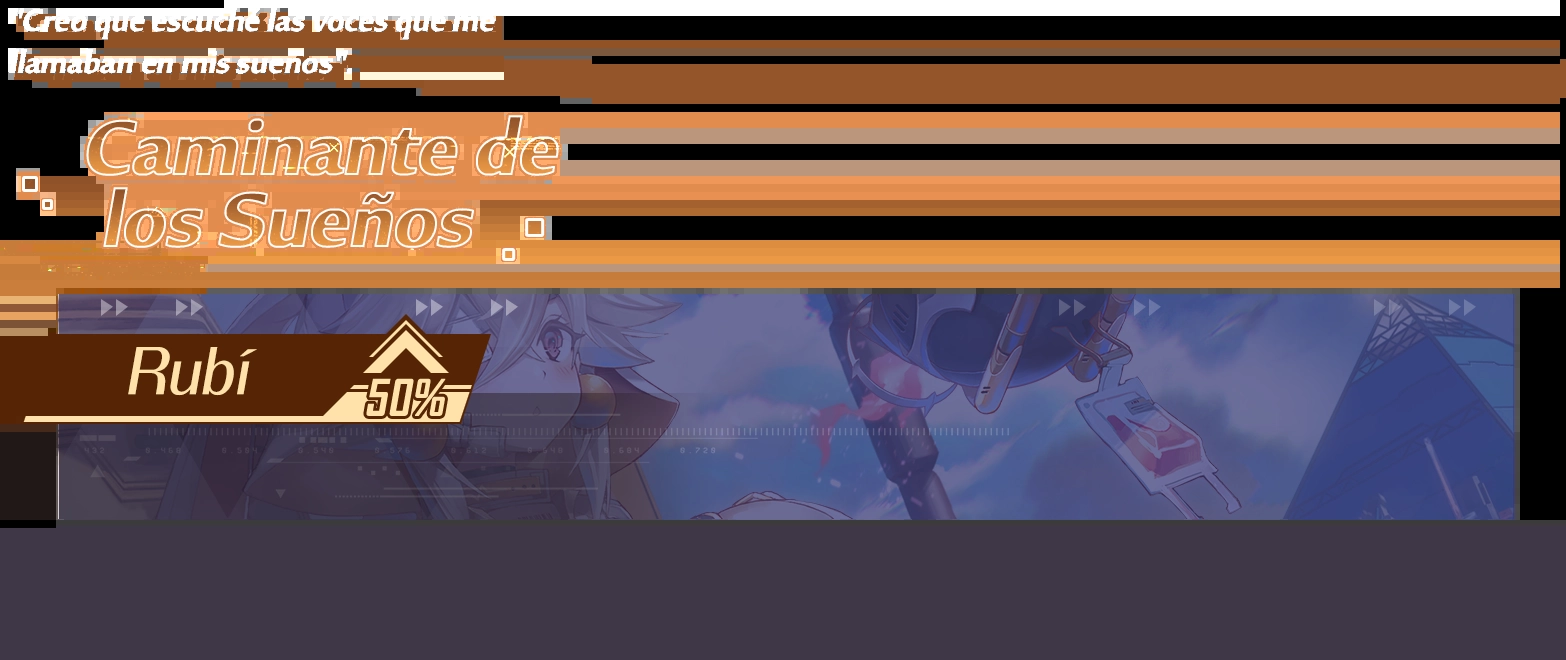 "Creo que escuché las voces que me
llamaban en mis sueños".
Caminante de
los Sueños
Rubí
50%